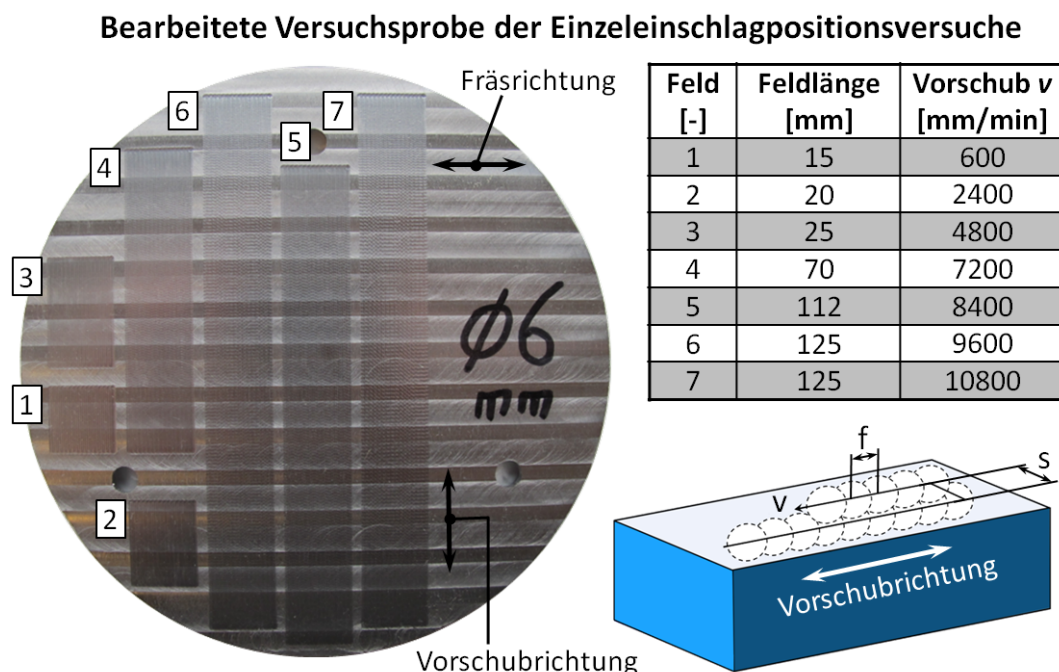 Bearbeitete Versuchsprobe der Einzeleinschlagpositionsversuche
Fräsrichtung
6
7
5
4
3
1
2
ϕ6
mm
Vorschubrichtung
Feld Feldlänge Vorschub v
[-] [mm] [mm/min]
1 15 600
2 20 2400
3 25 4800
4 70 7200
5 112 8400
6 125 9600
7 125 10800
f
s
v
Vorschubrichtung